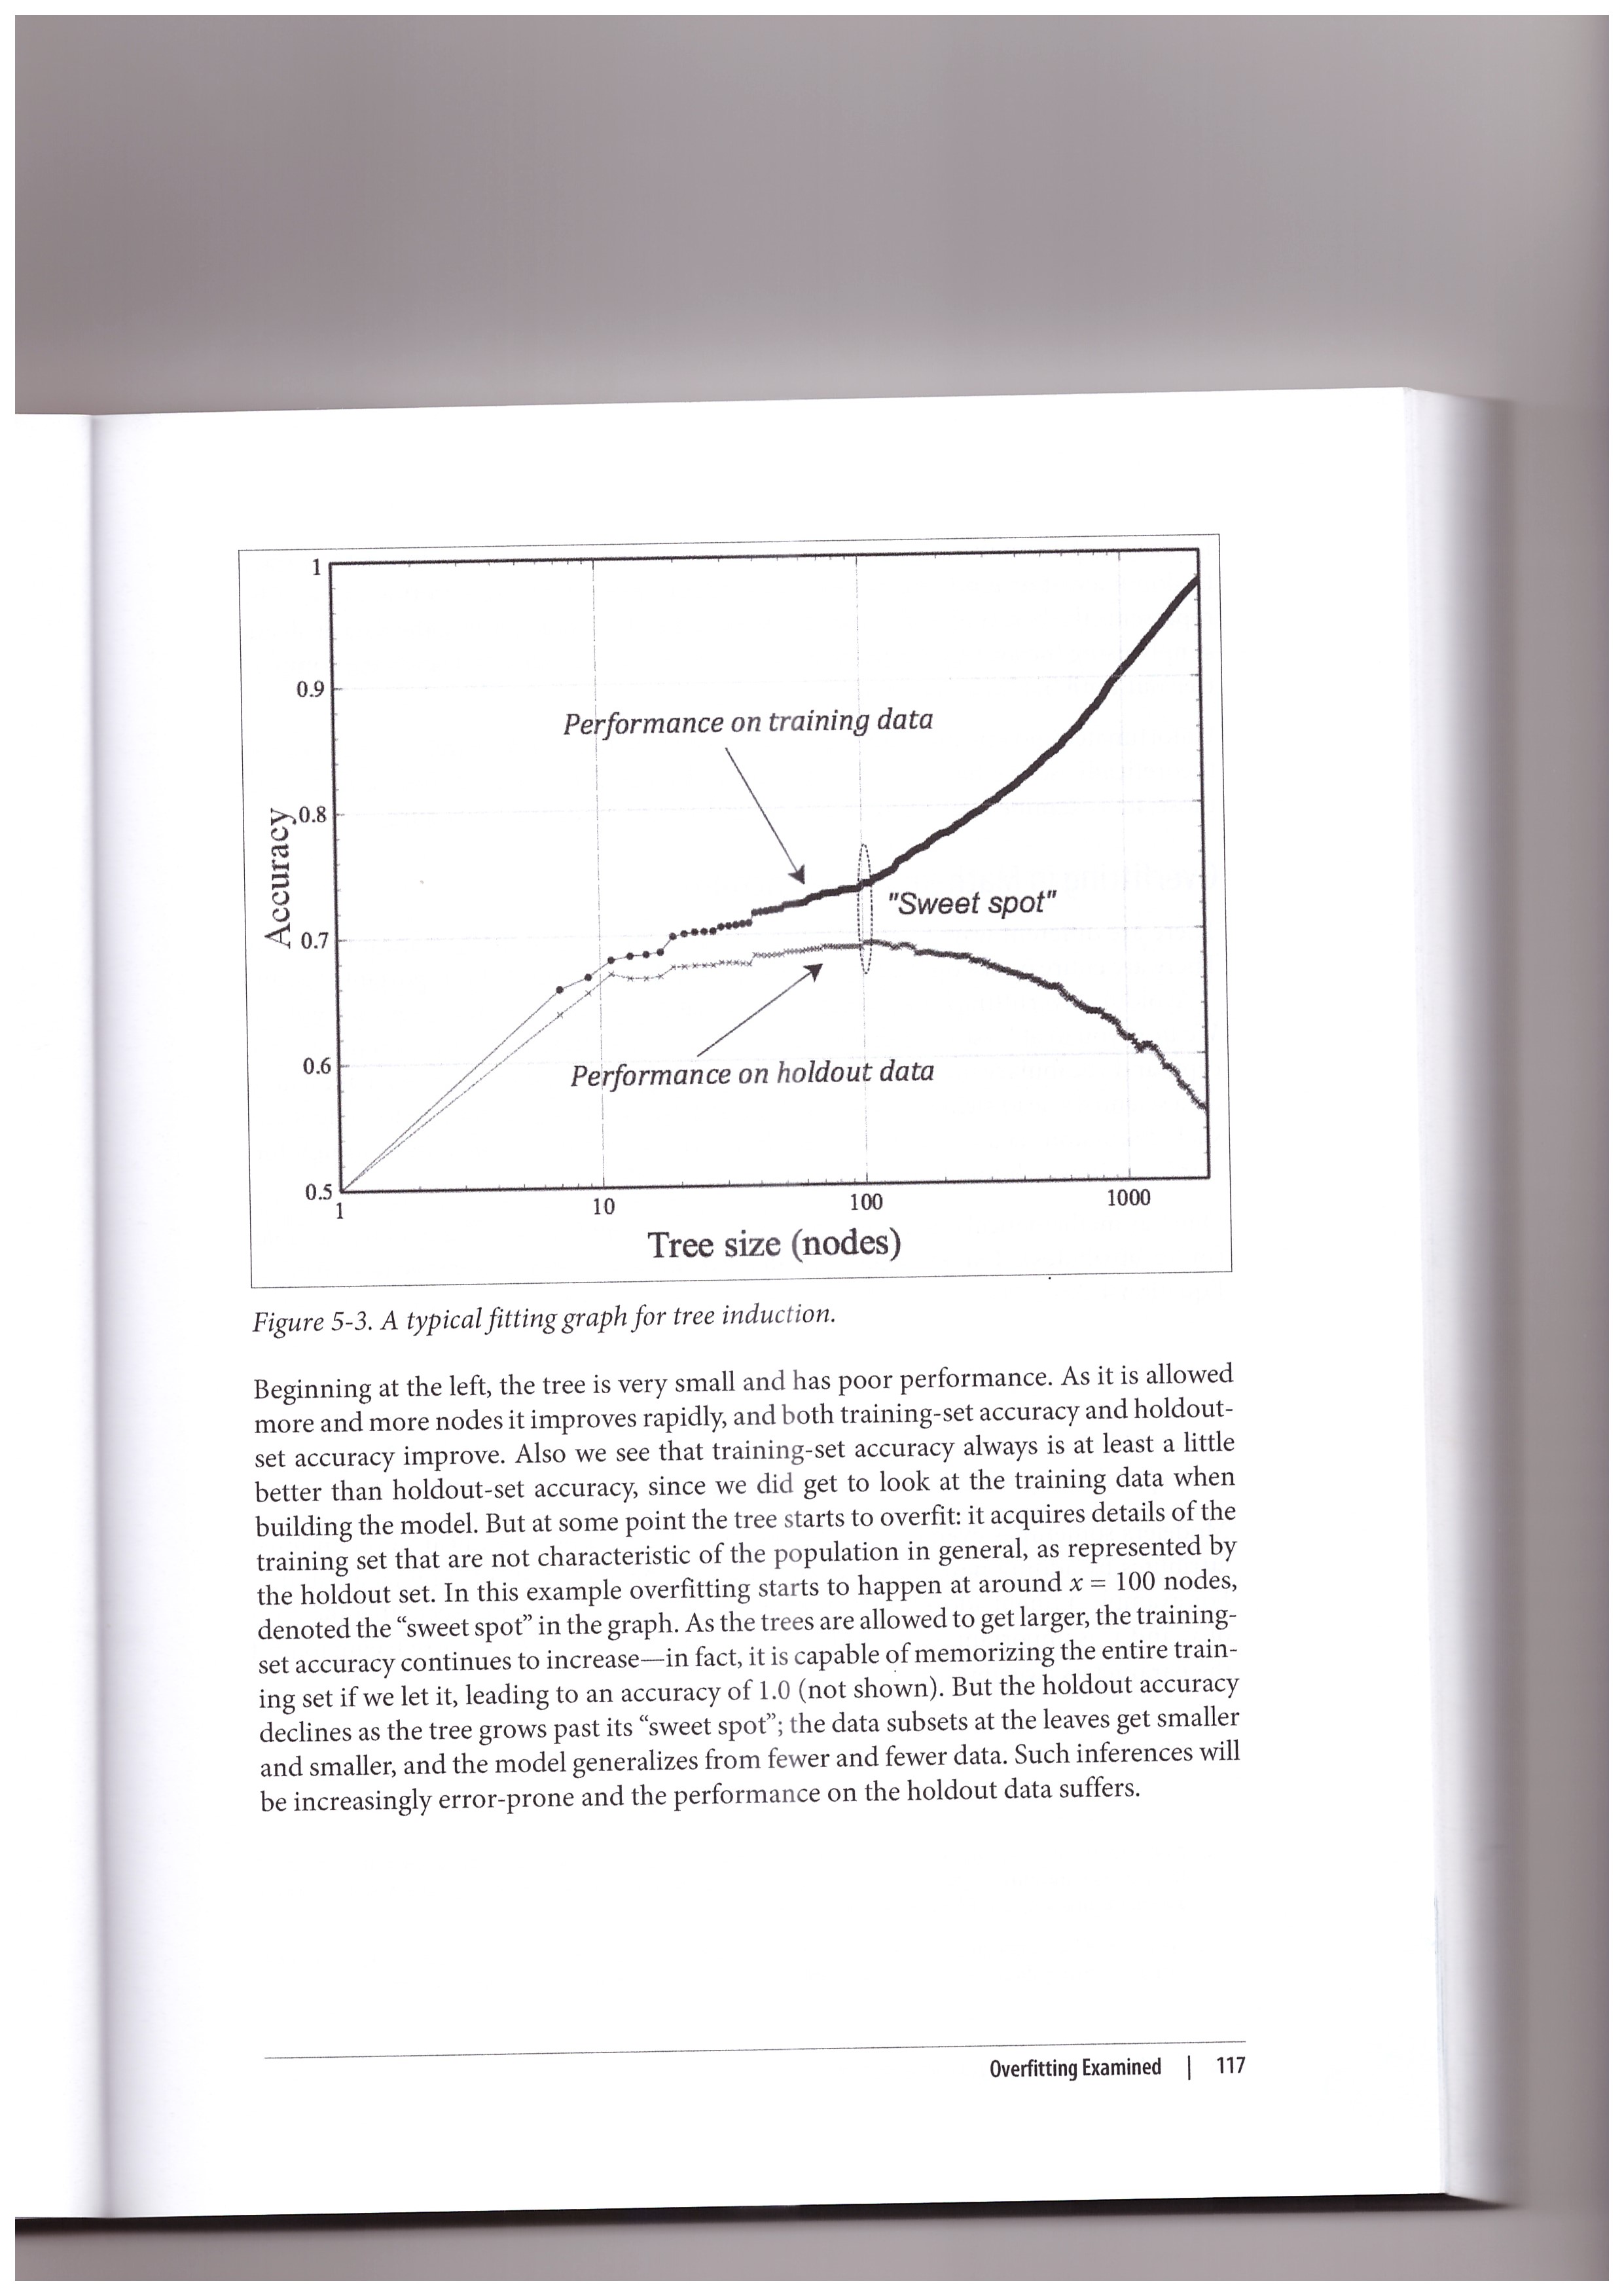 1
0.9
Performance on training data
0.8
Accuracy
"Sweet spot"
0.7
0.6
Performance on holdout data
0.5
1
10
100
1000
Tree size (nodes)
Figure 5-3. A typical fitting graph for tree induction.
Beginning at the left, the tree is very small and has poor performance. As it is allowed
more and more nodes it improves rapidly, and both training-set accuracy and holdout-
set accuracy improve. Also we see that training-set accuracy always is at least a little
better than holdout-set accuracy, since we did get to look at the training data when
building the model. But at some point the tree starts to overfit: it acquires details of the
training set that are not characteristic of the population in general, as represented by
the holdout set. In this example overfitting starts to happen at around x = 100 nodes,
denoted the “sweet spot” in the graph. As the trees are allowed to get larger, the training-
set accuracy continues to increase—in fact, it is capable of memorizing the entire train-
ing set if we let it, leading to an accuracy of 1.0 (not shown). But the holdout accuracy
declines as the tree grows past its “sweet spot”; the data subsets at the leaves get smaller
and smaller, and the model generalizes from fewer and fewer data. Such inferences will
be increasingly error-prone and the performance on the holdout data suffers.
Overfitting Examined | 117